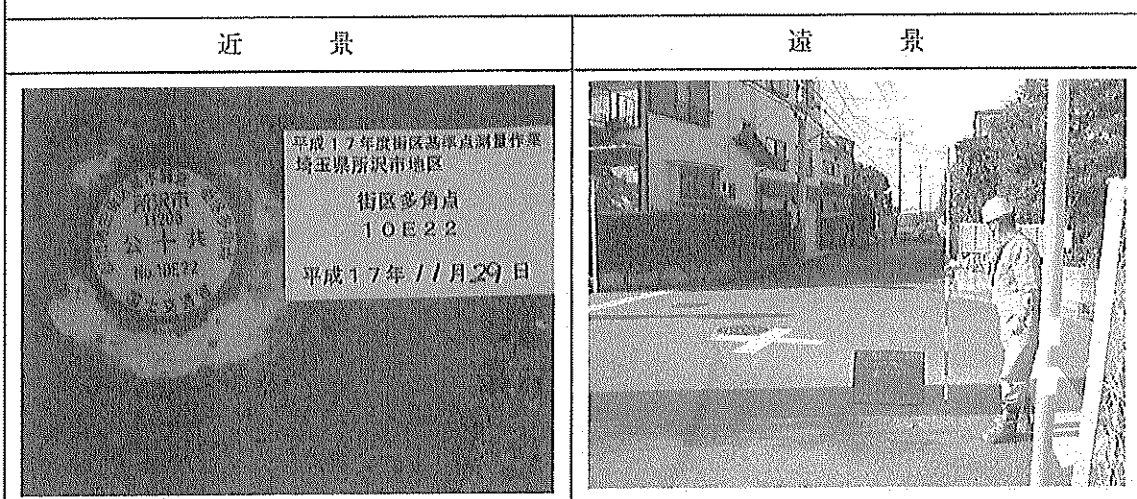 近　景
遠　景
平成17年度街区基準点測量作業
埼玉県所沢市地区
街区多角点
10E22
平成17年11月29日
所沢市
公共
No.10E22